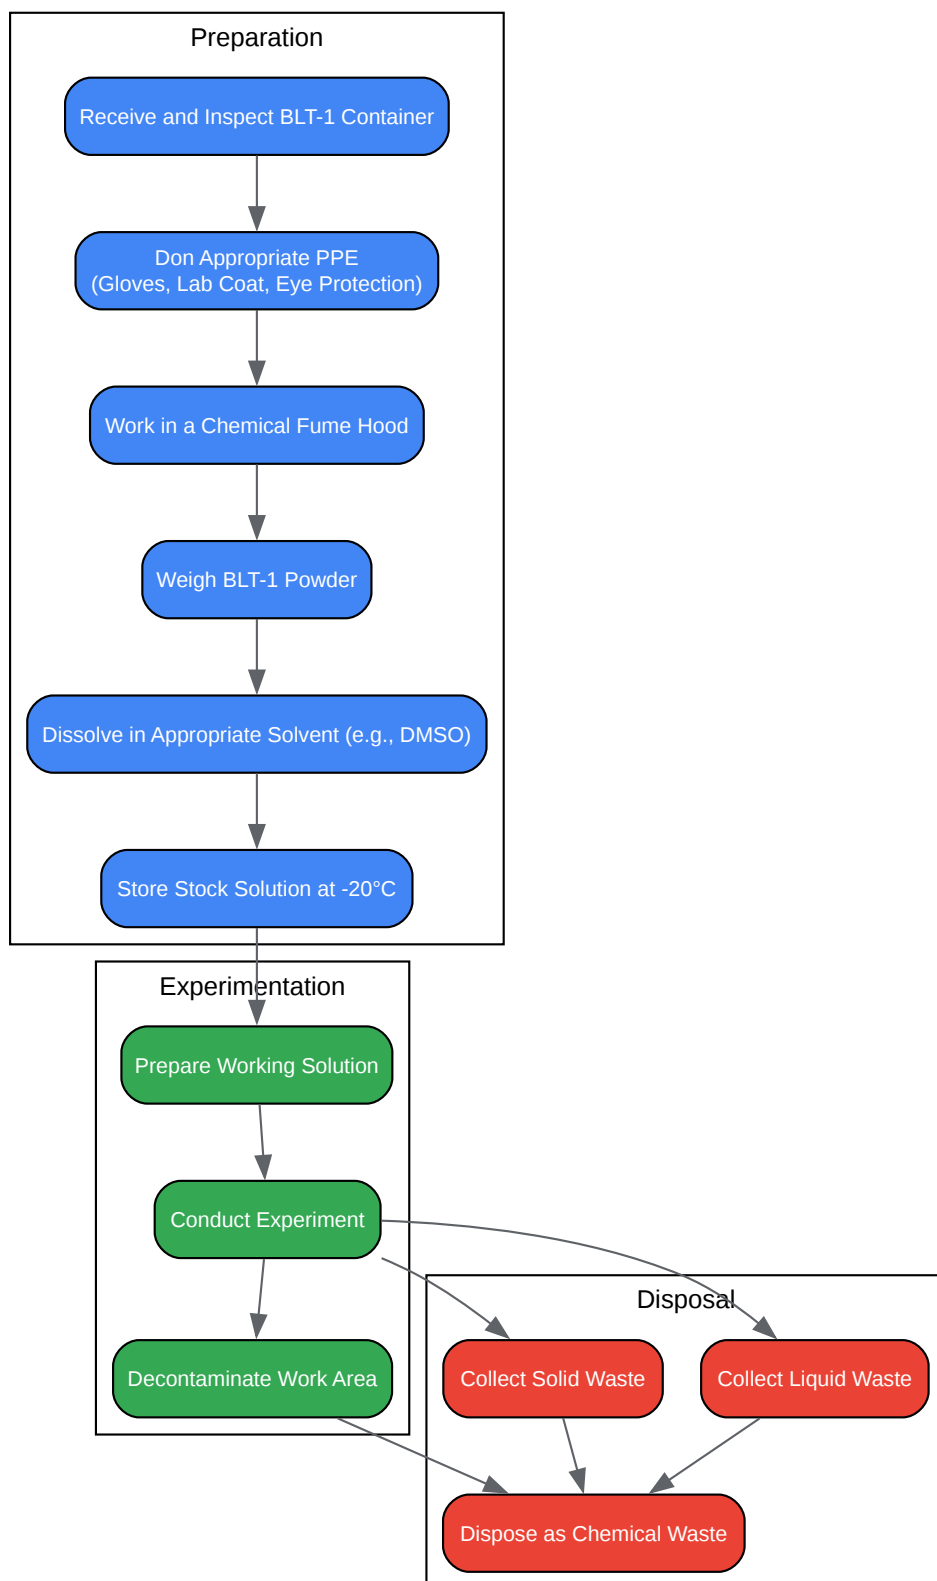 Preparation
Receive and Inspect BLT-1 Container
Don Appropriate PPE
(Gloves, Lab Coat, Eye Protection)
Work in a Chemical Fume Hood
Weigh BLT-1 Powder
Dissolve in Appropriate Solvent (e.g., DMSO)
Store Stock Solution at -20°C
Experimentation
Prepare Working Solution
Conduct Experiment
Decontaminate Work Area
Disposal
Collect Solid Waste
Collect Liquid Waste
Dispose as Chemical Waste